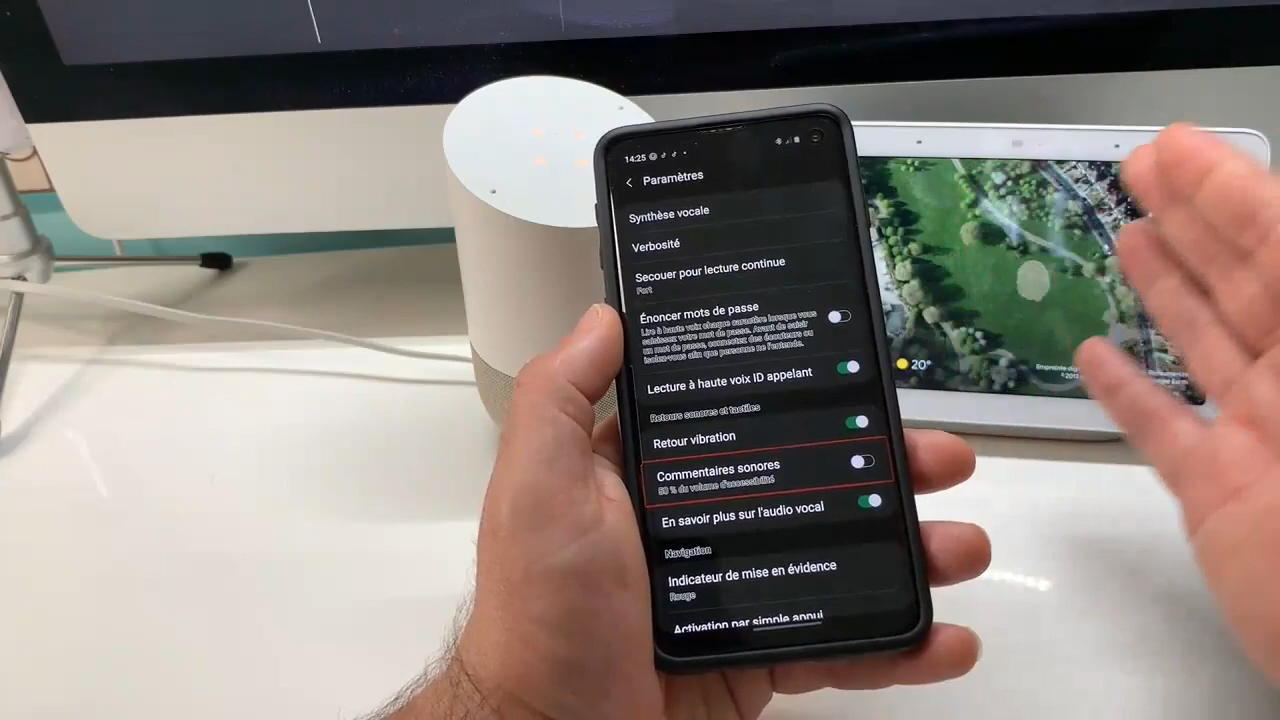 14:25
Paramètres
Synthèse vocale
Verbosité
Secouer pour lecture continue
Fort
Énoncer mots de passe
Lire à haute voix chaque caractère lorsque vous
saisissez votre mot de passe. Avant de saisir
un mot de passe, connectez des écouteurs ou
isolez-vous afin que personne ne l'entende.
Lecture à haute voix ID appelant
Retours sonores et tactiles
Retour vibration
Commentaires sonores
50 % du volume d'accessibilité
En savoir plus sur l'audio vocal
Navigation
Indicateur de mise en évidence
Rouge
Activation par simple appui
20°